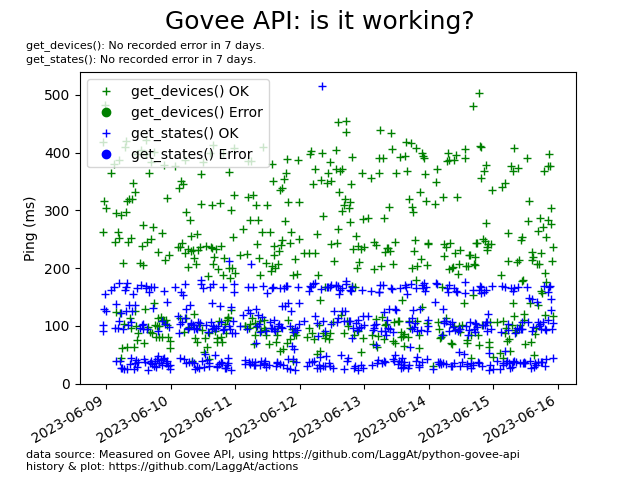 Govee API: is it working?
get_devices(): No recorded error in 7 days.
get_states(): No recorded error in 7 days.
get_devices() OK
get_devices() Error
get_states() OK
get_states() Error
Ping (ms)
500
400
300
200
100
0
2023-06-09
2023-06-10
2023-06-11
2023-06-12
2023-06-13
2023-06-14
2023-06-15
2023-06-16
data source: Measured on Govee API, using https://github.com/LaggAt/python-govee-api
history & plot: https://github.com/LaggAt/actions